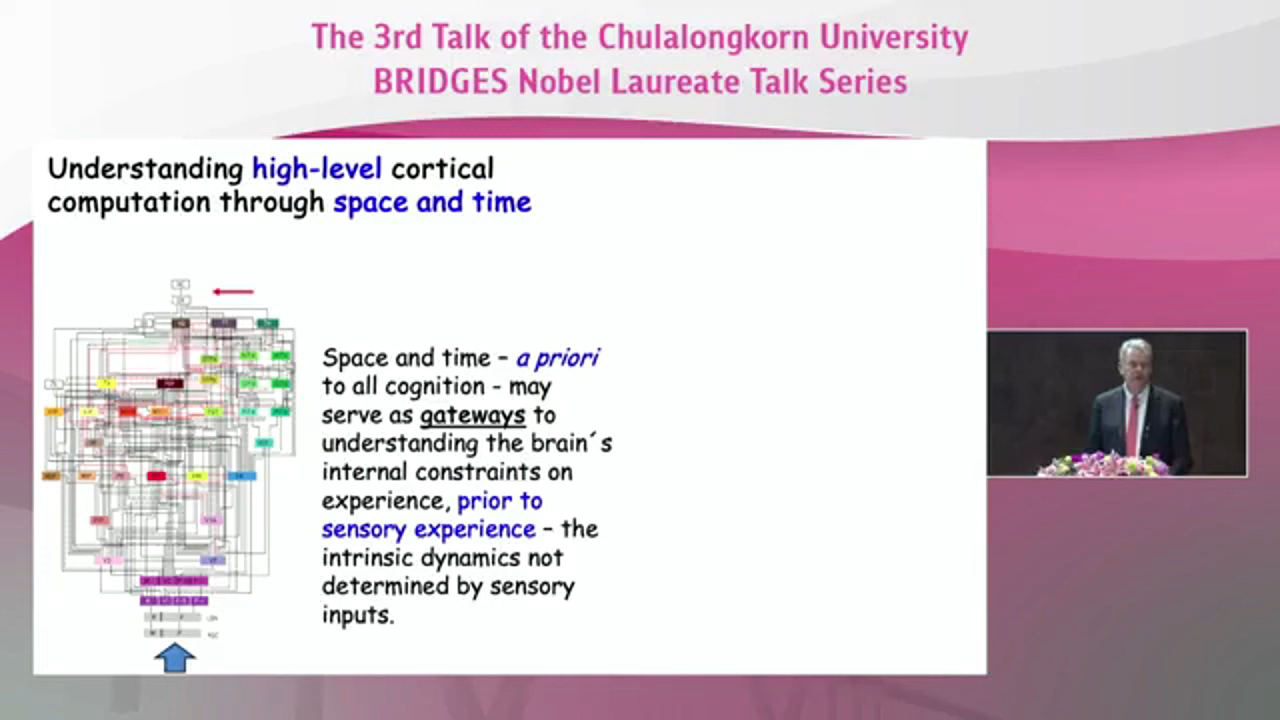 The 3rd Talk of the Chulalongkorn University
BRIDGES Nobel Laureate Talk Series
Understanding high-level cortical
computation through space and time
Space and time – a priori
to all cognition - may
serve as gateways to
understanding the brain´s
internal constraints on
experience, prior to
sensory experience – the
intrinsic dynamics not
determined by sensory
inputs.